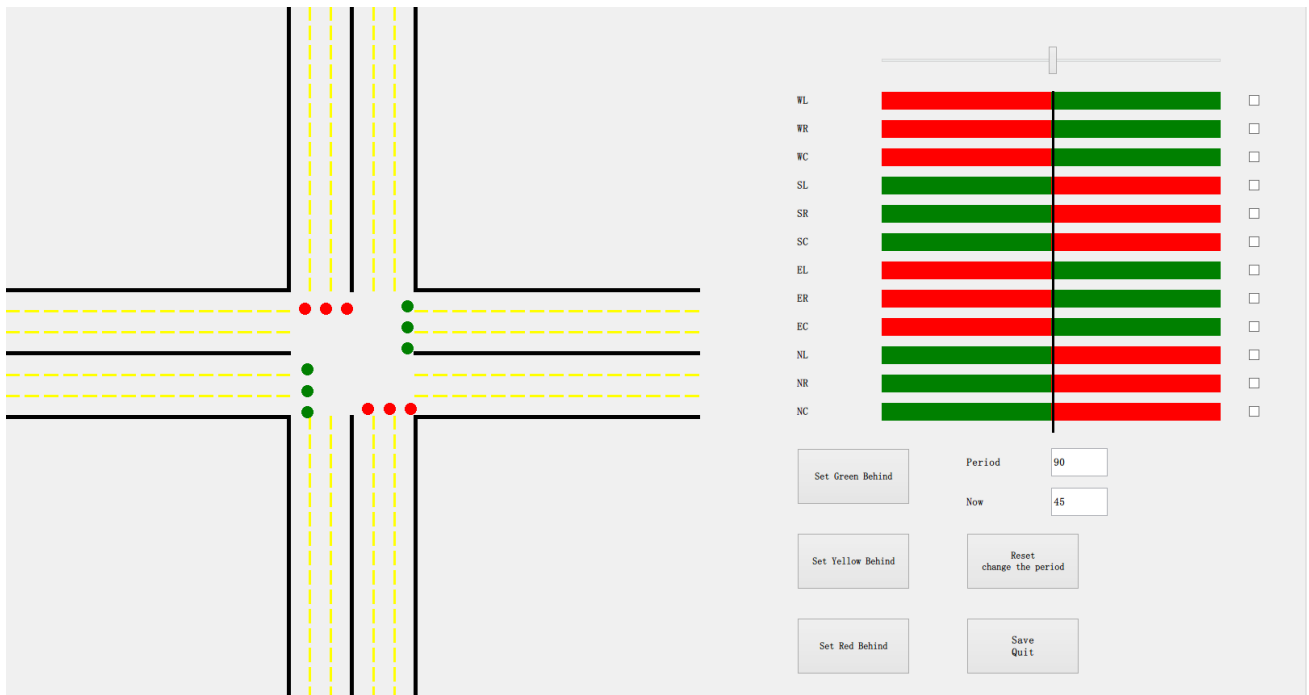 WL
WR
WC
SL
SR
SC
EL
ER
EC
NL
NR
NC
Set Green Behind
Period
90
Now
45
Set Yellow Behind
Reset
change the period
Set Red Behind
Save
Quit